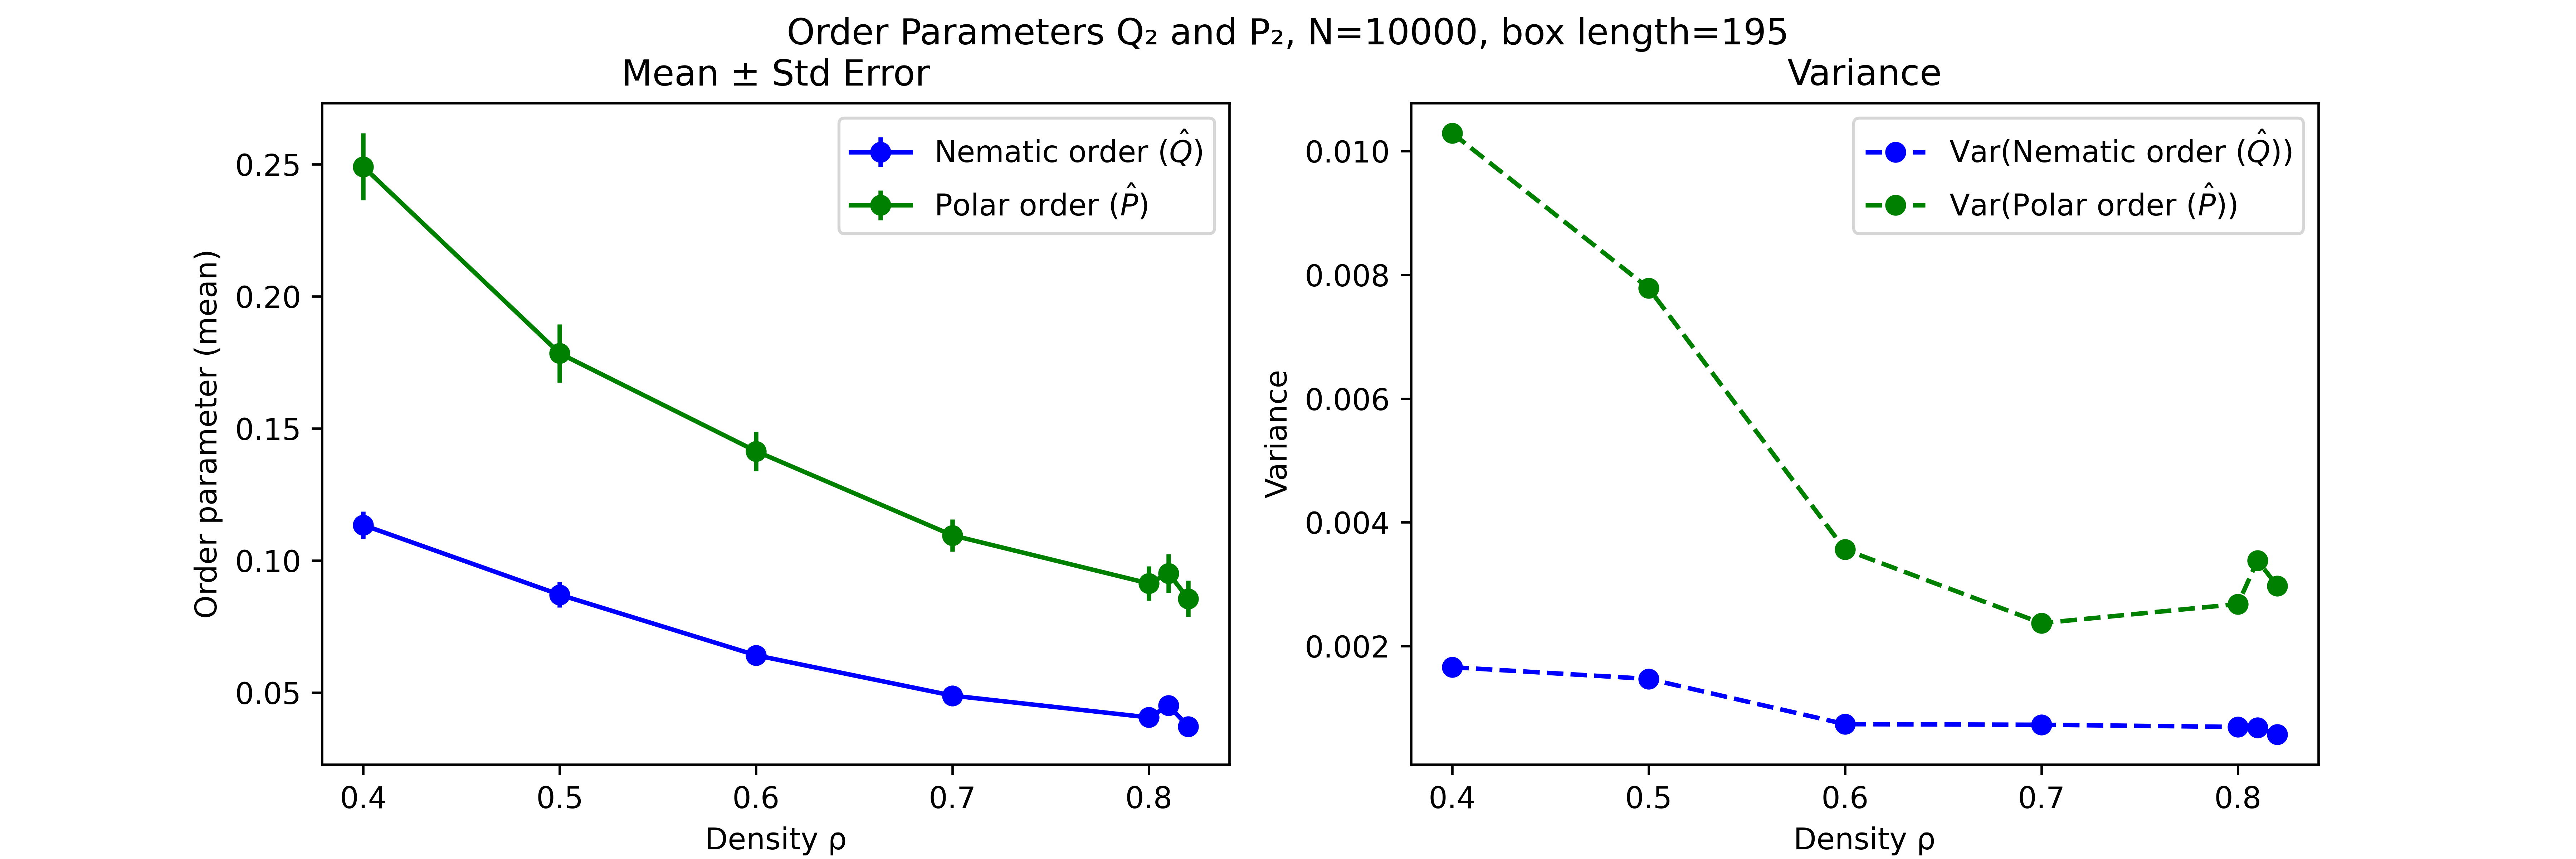 Order Parameters Q₂ and P₂, N=10000, box length=195
Mean ± Std Error
Order parameter (mean)
0.25
0.20
0.15
0.10
0.05
0.4 0.5 0.6 0.7 0.8
Density ρ
Nematic order (Q̂)
Polar order (P̂)
Variance
Variance
0.010
0.008
0.006
0.004
0.002
0.4 0.5 0.6 0.7 0.8
Density ρ
Var(Nematic order (Q̂))
Var(Polar order (P̂))